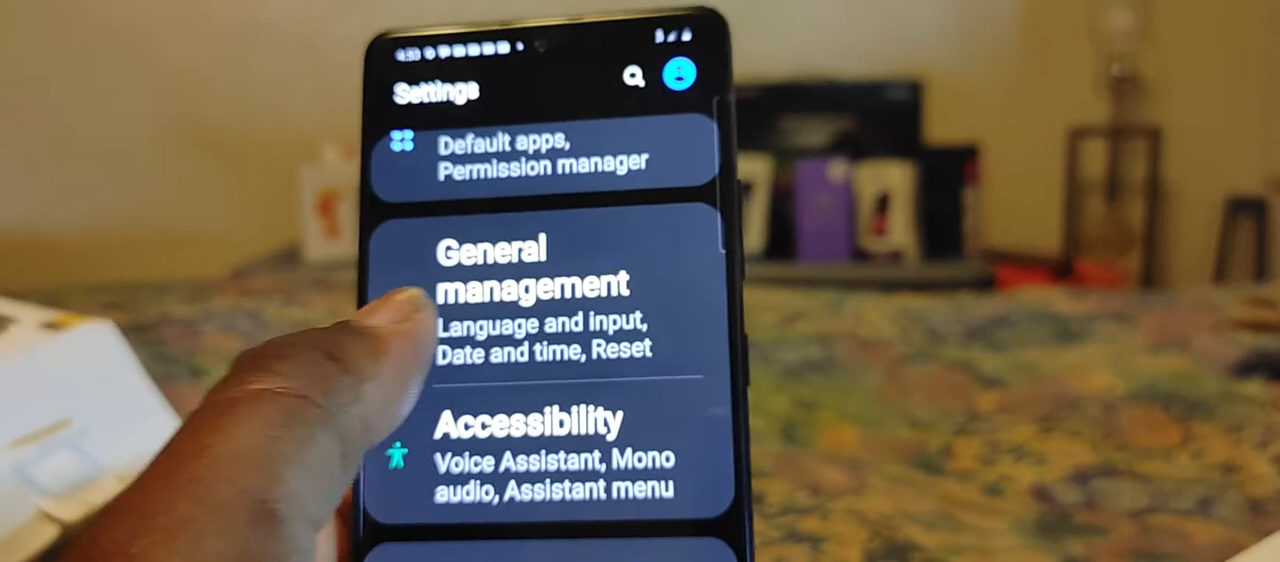 Settings
Default apps,
Permission manager
General
management
Language and input,
Date and time, Reset
Accessibility
Voice Assistant, Mono
audio, Assistant menu